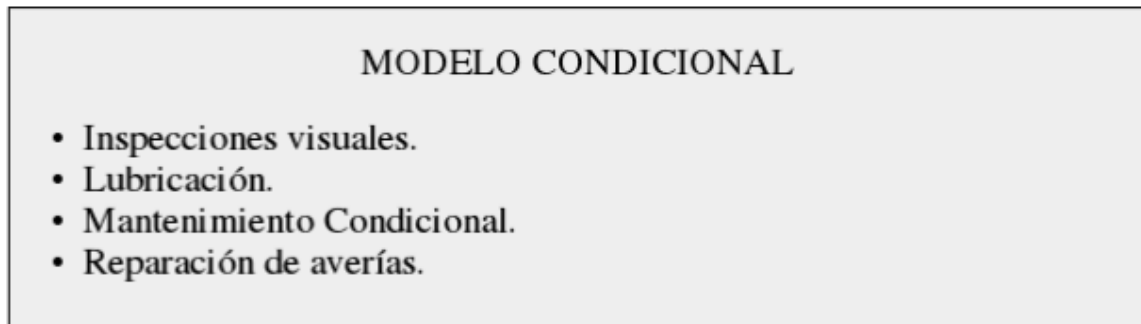 MODELO CONDICIONAL
• Inspecciones visuales.
• Lubricación.
• Mantenimiento Condicional.
• Reparación de averías.